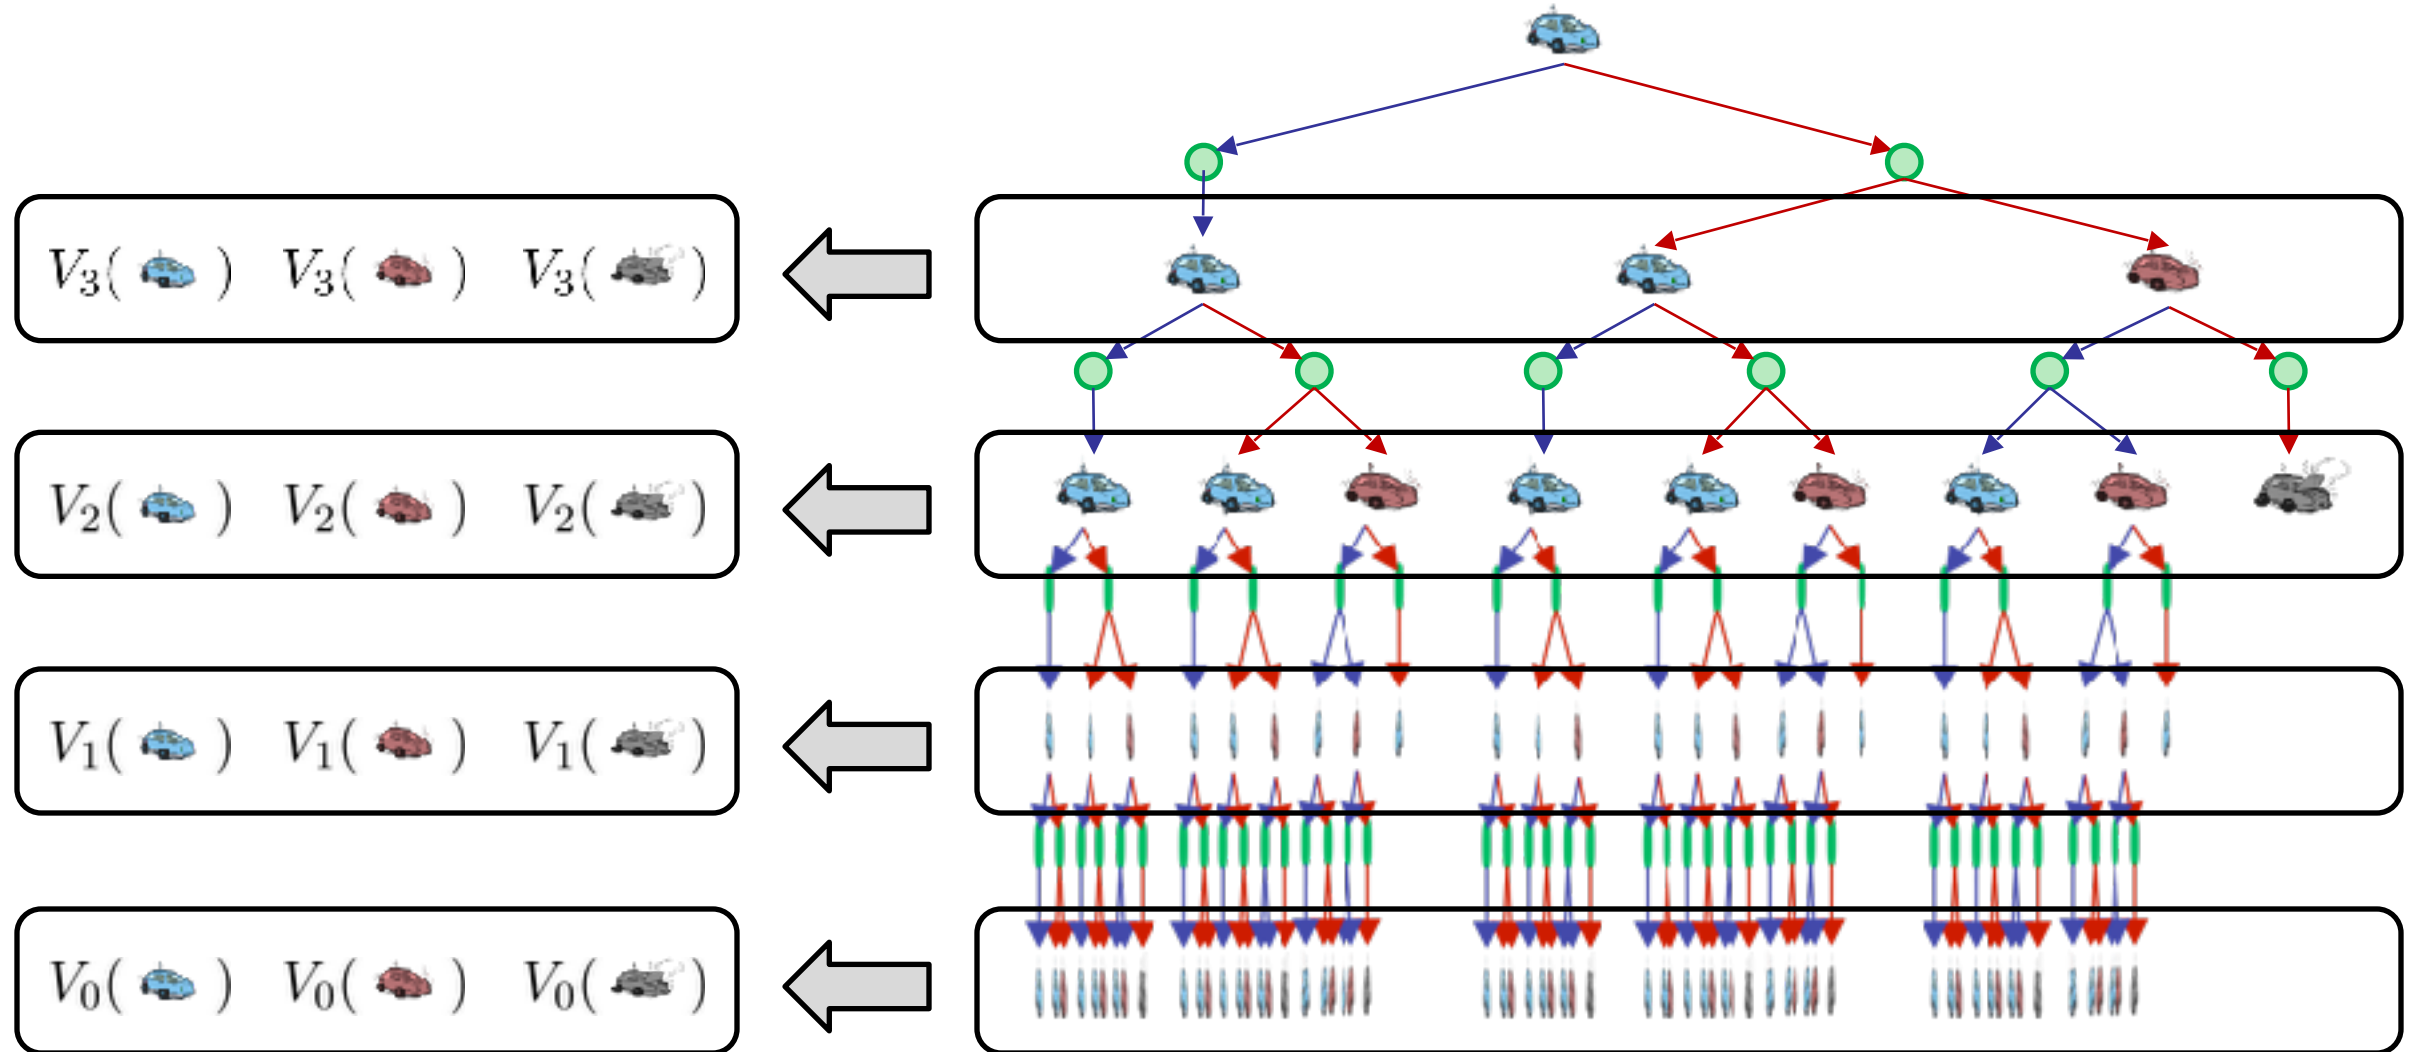 V₃( ) V₃( ) V₃( )
V₂( ) V₂( ) V₂( )
V₁( ) V₁( ) V₁( )
V₀( ) V₀( ) V₀( )